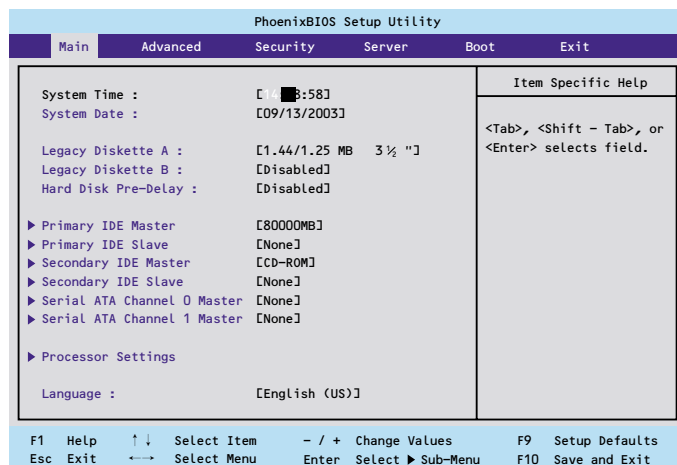 PhoenixBIOS Setup Utility
Main Advanced Security Server Boot Exit
Item Specific Help
<Tab>, <Shift – Tab>, or
<Enter> selects field.
System Time :
System Date : [09/13/2003]
Legacy Diskette A : [1.44/1.25 MB 3 ½ "]
Legacy Diskette B : [Disabled]
Hard Disk Pre-Delay : [Disabled]
▶ Primary IDE Master [80000MB]
▶ Primary IDE Slave [None]
▶ Secondary IDE Master [CD-ROM]
▶ Secondary IDE Slave [None]
▶ Serial ATA Channel 0 Master [None]
▶ Serial ATA Channel 1 Master [None]
▶ Processor Settings
Language : [English (US)]
F1 Help ↑↓ Select Item – / + Change Values F9 Setup Defaults
Esc Exit ←→ Select Menu Enter Select ▶ Sub-Menu F10 Save and Exit